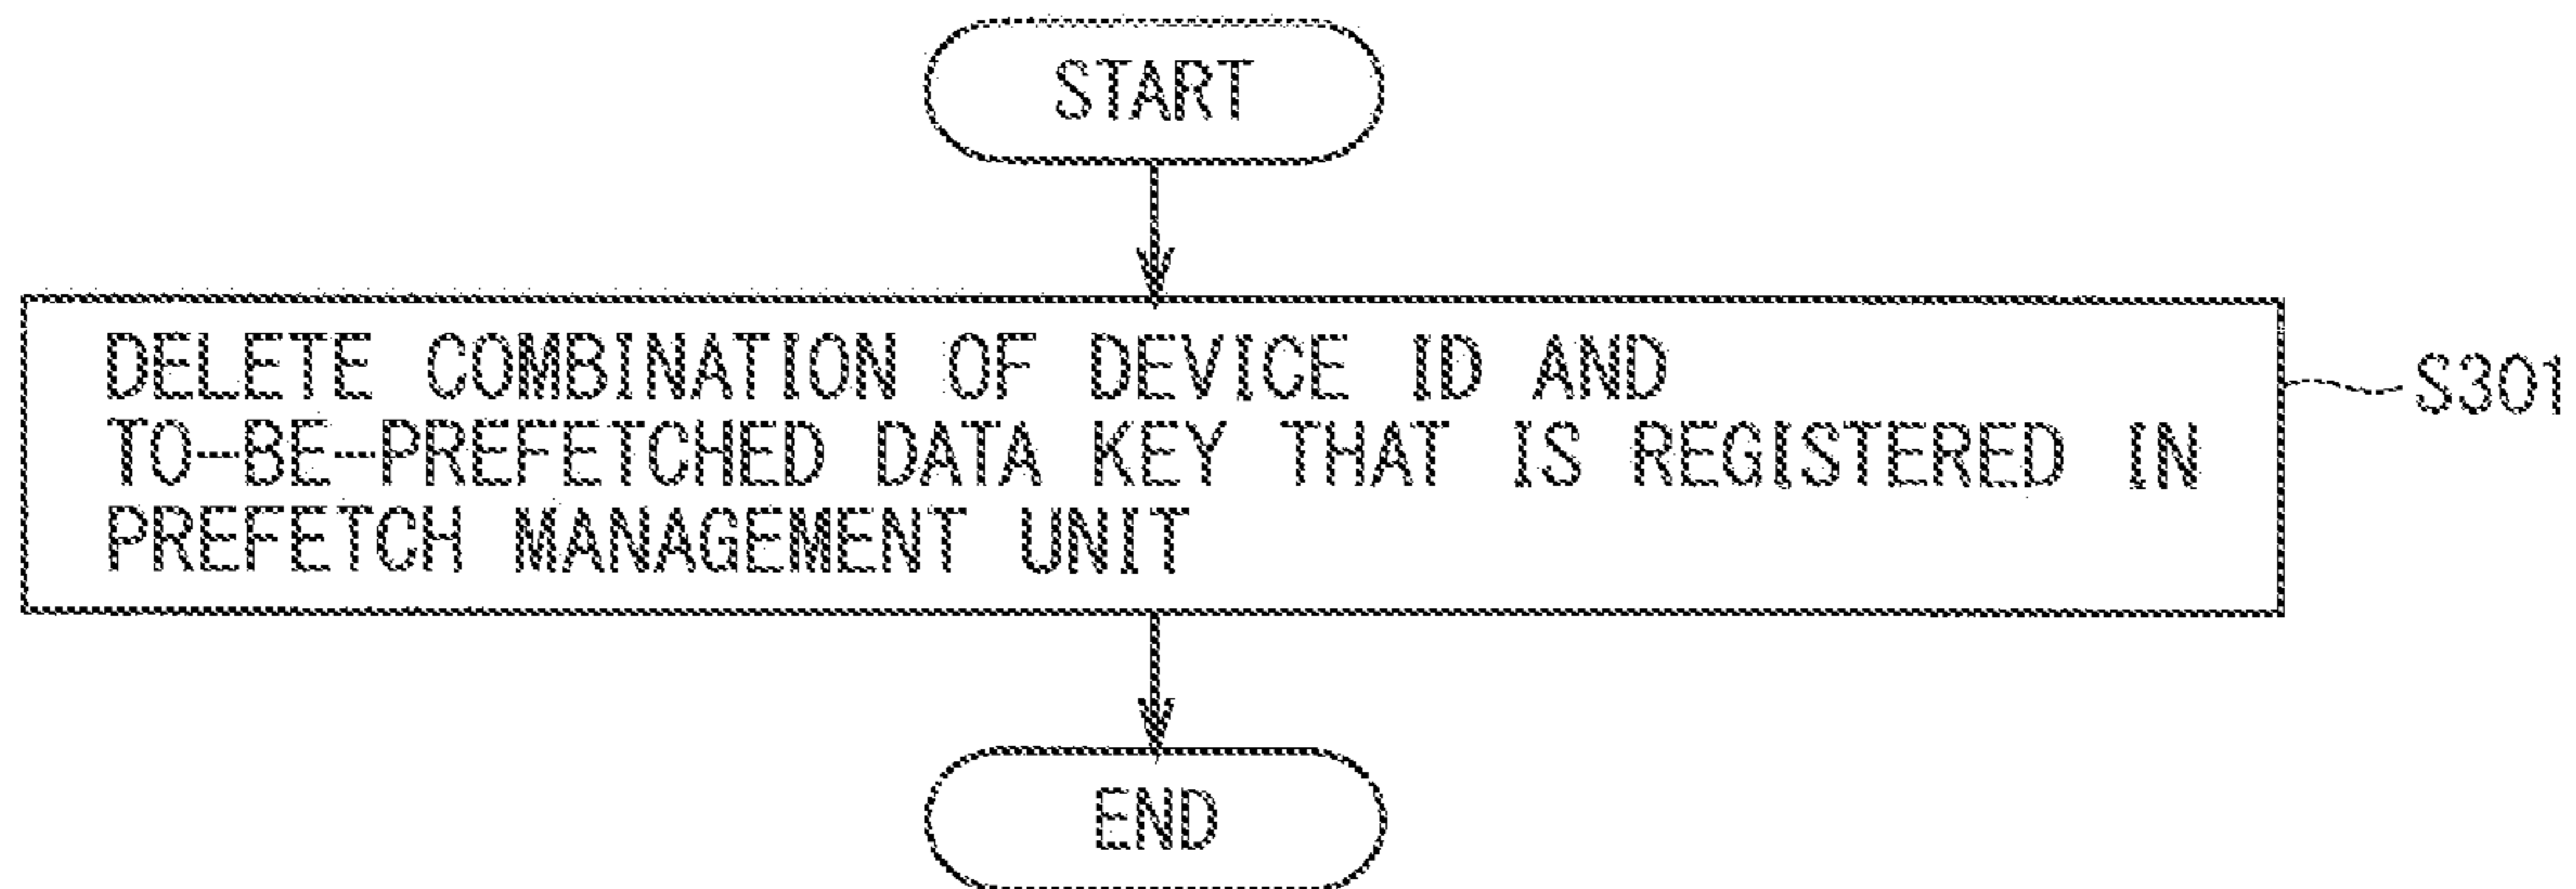 START
DELETE COMBINATION OF DEVICE ID AND
TO-BE-PREFETCHED DATA KEY THAT IS REGISTERED IN
PREFETCH MANAGEMENT UNIT
S301
END